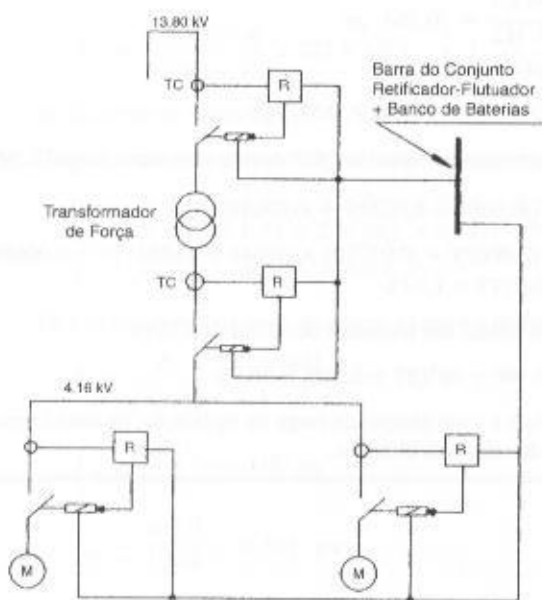 13.80 kV
TC
R
Barra do Conjunto
Retificador-Flutuador
+ Banco de Baterias
Transformador
de Força
TC
R
4.16 kV
R
R
M
M